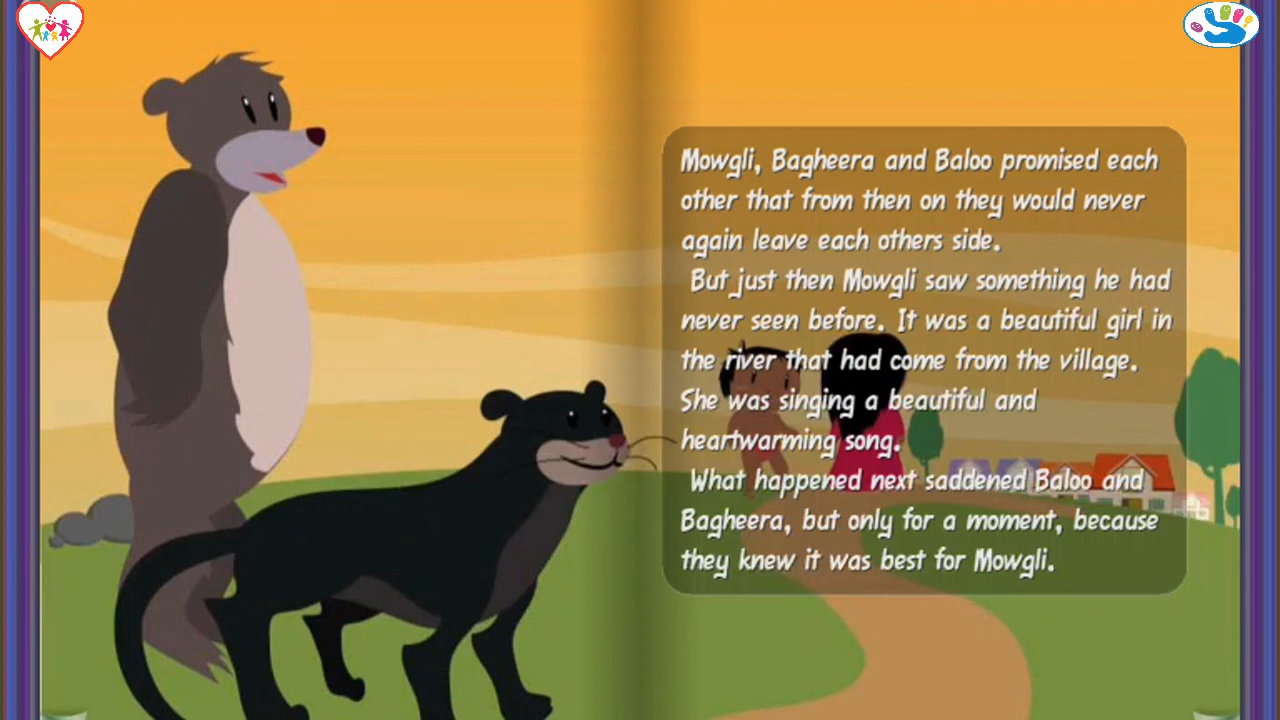 Mowgli, Bagheera and Baloo promised each
other that from then on they would never
again leave each others side.
But just then Mowgli saw something he had
never seen before. It was a beautiful girl in
the river that had come from the village.
She was singing a beautiful and
heartwarming song.
What happened next saddened Baloo and
Bagheera, but only for a moment, because
they knew it was best for Mowgli.